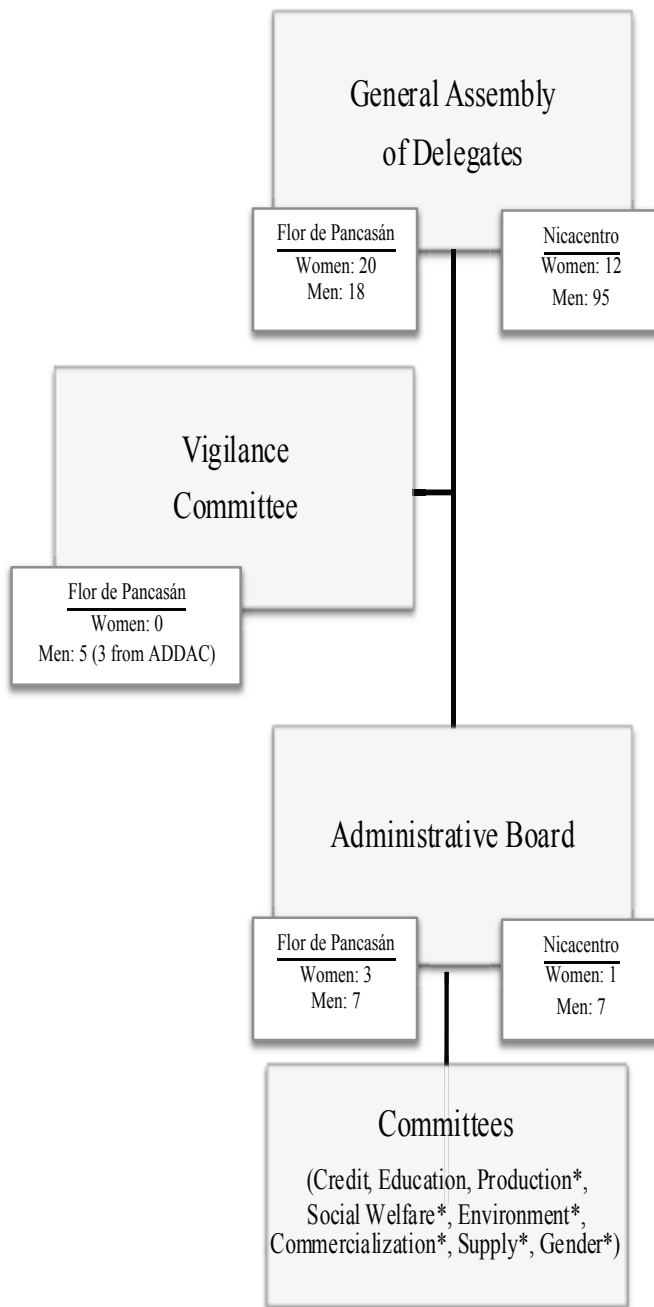 General Assembly
of Delegates
Flor de Pancasán
Women: 20
Men: 18
Nicacentro
Women: 12
Men: 95
Vigilance
Committee
Flor de Pancasán
Women: 0
Men: 5 (3 from ADDAC)
Administrative Board
Flor de Pancasán
Women: 3
Men: 7
Nicacentro
Women: 1
Men: 7
Committees
(Credit, Education, Production*,
Social Welfare*, Environment*,
Commercialization*, Supply*, Gender*)